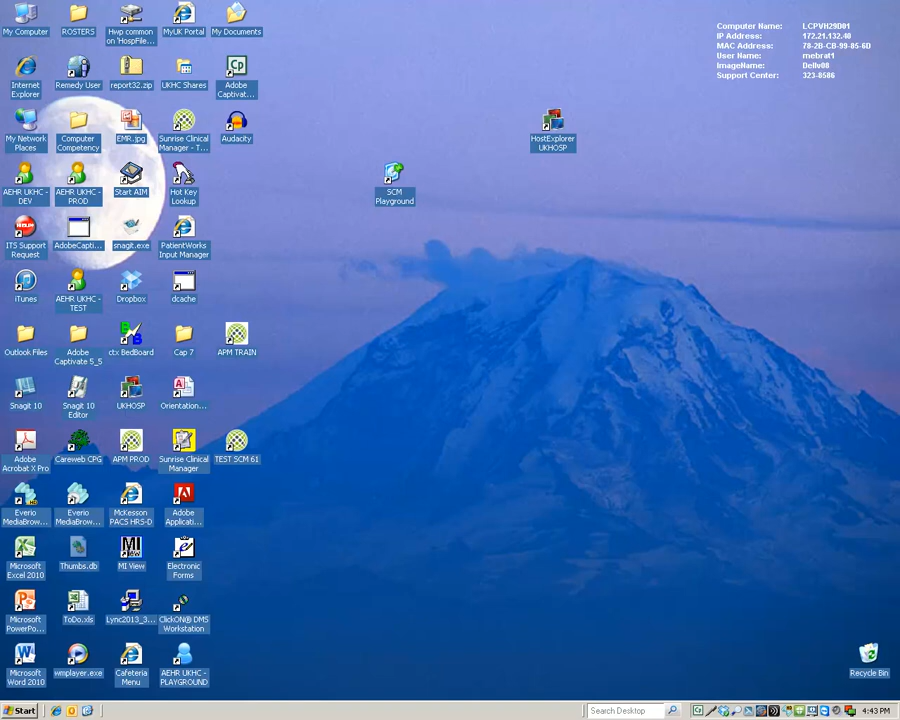 My Computer
ROSTERS
Hwp common
on 'HospFile...
MyUK Portal
My Documents
Computer Name: LCPVH29D01
IP Address: 172.21.132.40
MAC Address: 78-2B-CB-99-85-6D
User Name: mebrat1
ImageName: Dellv08
Support Center: 323-8586
Internet
Explorer
Remedy User
report32.zip
UKHC Shares
Adobe
Captivat...
My Network
Places
Computer
Competency
EMR.jpg
Sunrise Clinical
Manager - T...
Audacity
HostExplorer
UKHOSP
AEHR UKHC -
DEV
AEHR UKHC -
PROD
Start AIM
Hot Key
Lookup
SCM
Playground
ITS Support
Request
AdobeCapti...
snagit.exe
PatientWorks
Input Manager
iTunes
AEHR UKHC -
TEST
Dropbox
dcache
Outlook Files
Adobe
Captivate 5_5
ctx BedBoard
Cap 7
APM TRAIN
Snagit 10
Snagit 10
Editor
UKHOSP
Orientation...
Adobe
Acrobat X Pro
Careweb CPG
APM PROD
Sunrise Clinical
Manager
TEST SCM 61
Everio
MediaBrow...
Everio
MediaBrow...
McKesson
PACS HRS-D
Adobe
Applicati...
Microsoft
Excel 2010
Thumbs.db
MI View
Electronic
Forms
Microsoft
PowerPo...
ToDo.xls
Lync2013_3...
ClickON® DMS
Workstation
Microsoft
Word 2010
wmplayer.exe
Cafeteria
Menu
AEHR UKHC -
PLAYGROUND
Recycle Bin
Start
Search Desktop
4:43 PM